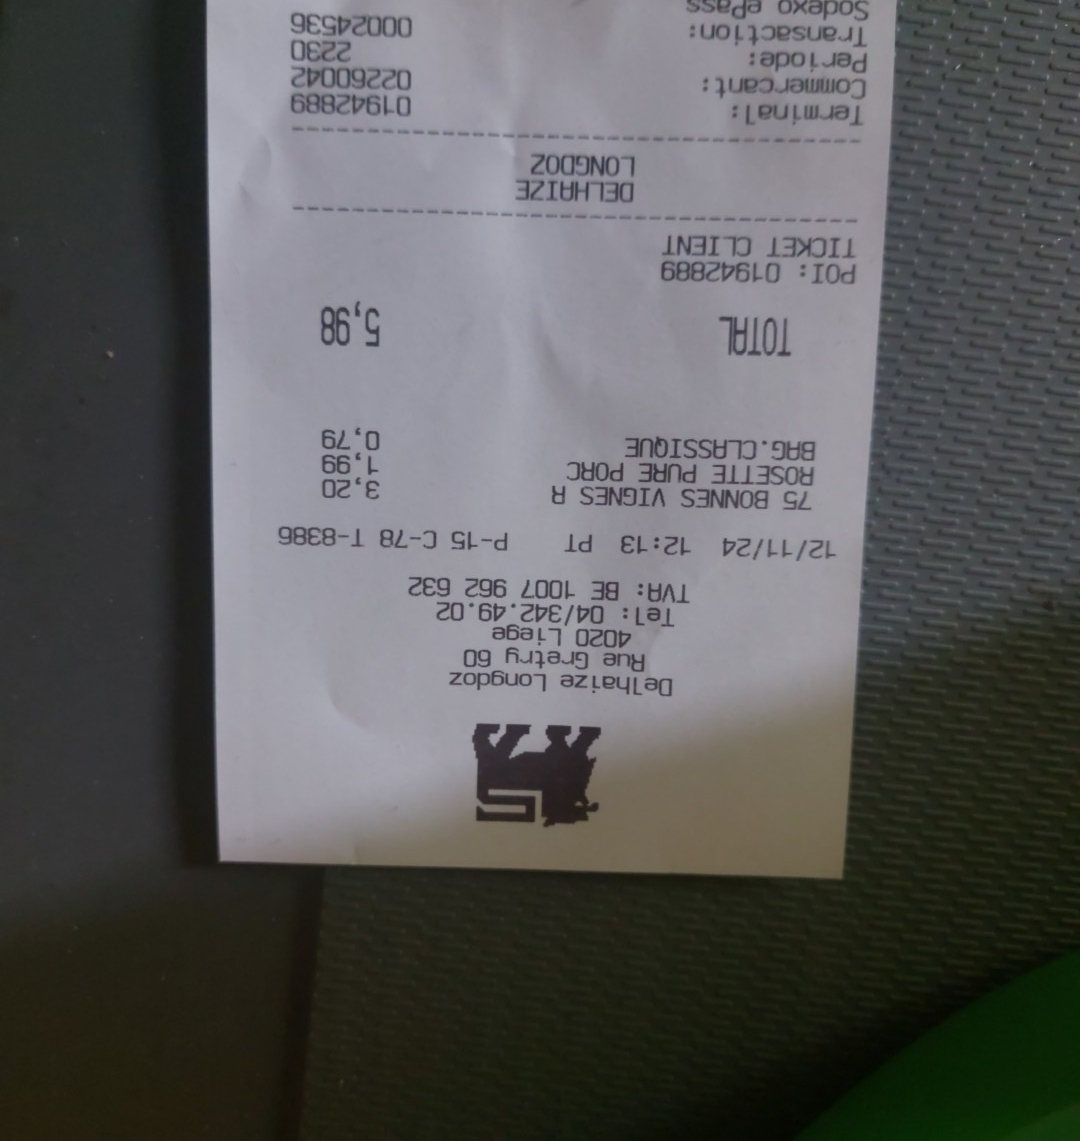 Delhaize Longdoz
Rue Gretry 60
4020 Liege
Tel: 04/342.49.02
TVA: BE 1007 962 632
12/11/24 12:13 PT P-15 C-78 T-8386
75 BONNES VIGNES R 3,20
ROSETTE PURE PORC 1,99
BAG.CLASSIQUE 0,79
TOTAL 5,98
POI: 01942889
TICKET CLIENT
DELHAIZE
LONGDOZ
Terminal: 01942889
Commercant: 02260042
Periode: 2230
Transaction: 00024536
Sodexo ePass